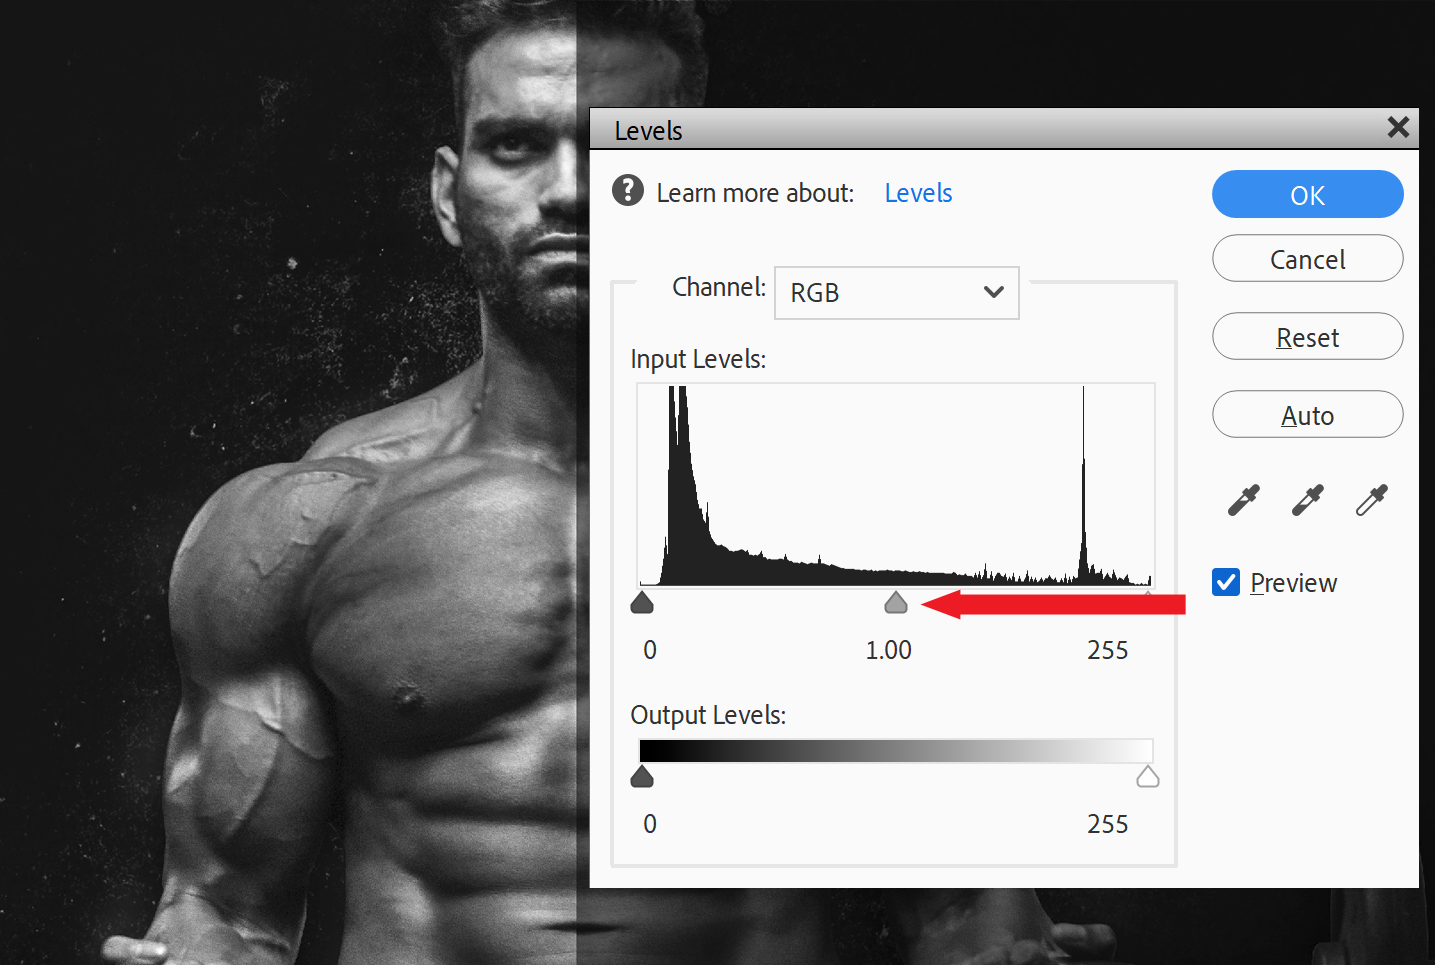 Levels
Learn more about: Levels
OK
Cancel
Channel: RGB
Reset
Input Levels:
Auto
Preview
0 1.00 255
Output Levels:
0 255